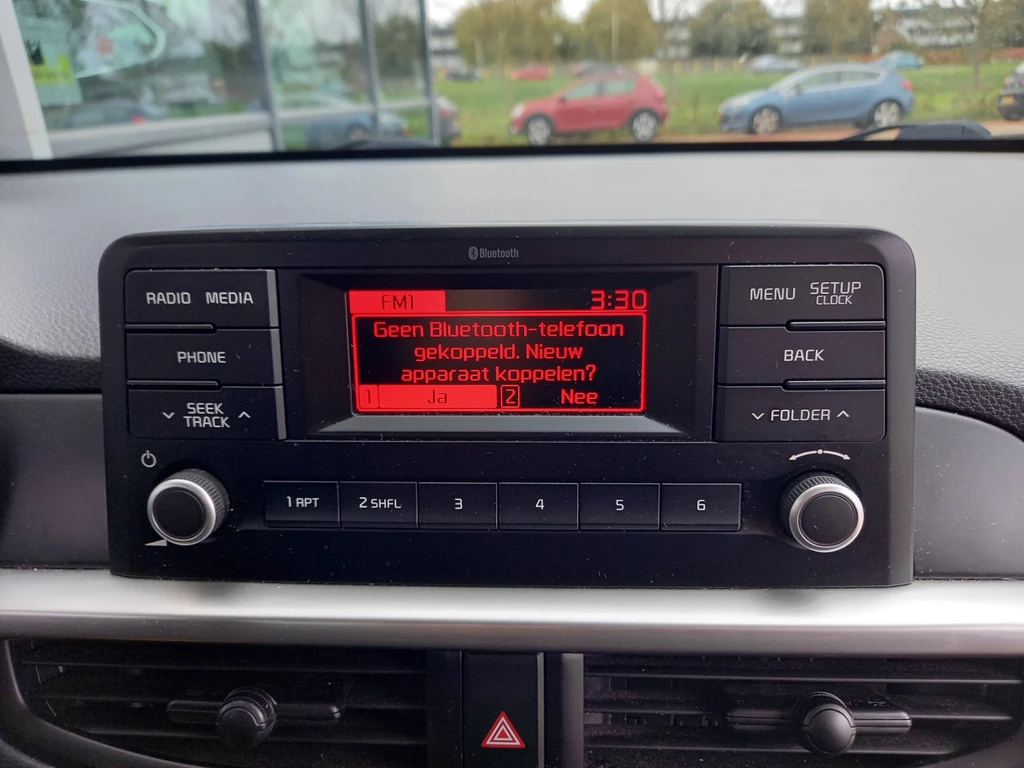 Bluetooth
RADIO MEDIA
PHONE
SEEK
TRACK
FM1 3:30
Geen Bluetooth-telefoon
gekoppeld. Nieuw
apparaat koppelen?
1 Ja 2 Nee
MENU SETUP
CLOCK
BACK
FOLDER
1 RPT 2 SHFL 3 4 5 6